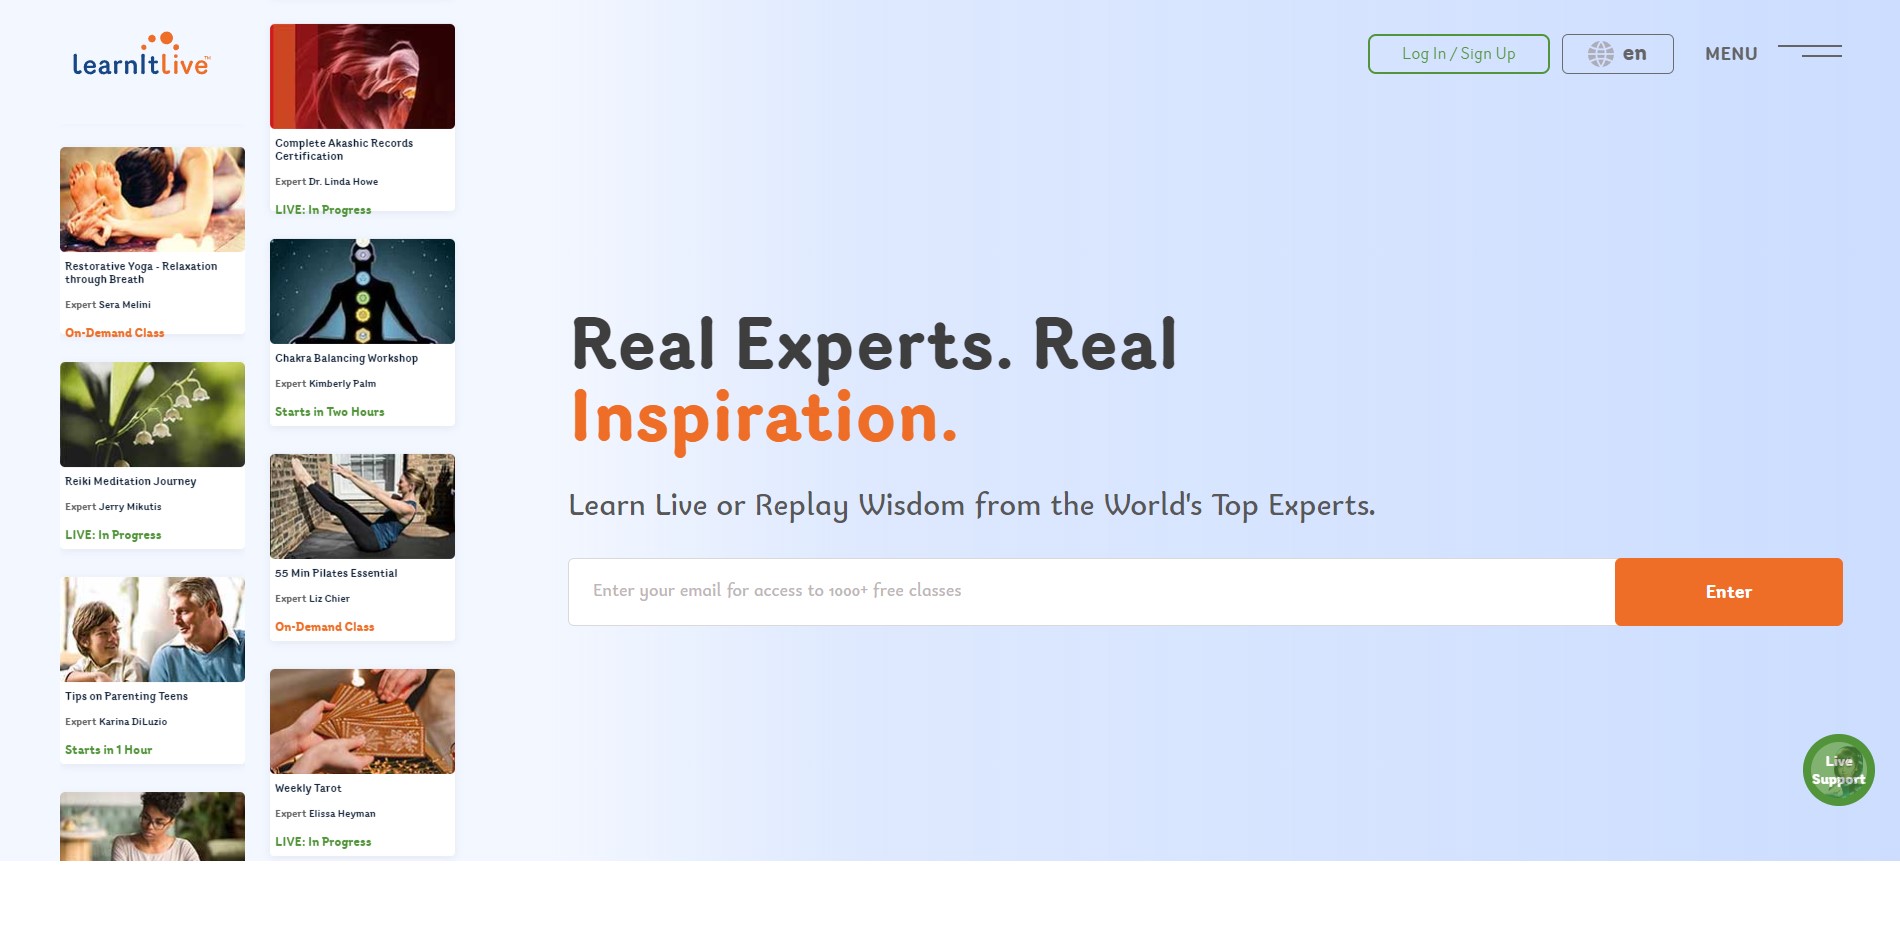 LearnItLive™
Log In / Sign Up
en
MENU
Restorative Yoga - Relaxation
through Breath
Expert Sera Melini
On-Demand Class
Reiki Meditation Journey
Expert Jerry Mikutis
LIVE: In Progress
Tips on Parenting Teens
Expert Karina DiLuzio
Starts in 1 Hour
Complete Akashic Records
Certification
Expert Dr. Linda Howe
LIVE: In Progress
Chakra Balancing Workshop
Expert Kimberly Palm
Starts in Two Hours
55 Min Pilates Essential
Expert Liz Chier
On-Demand Class
Weekly Tarot
Expert Elissa Heyman
LIVE: In Progress
Real Experts. Real
Inspiration.
Learn Live or Replay Wisdom from the World's Top Experts.
Enter your email for access to 1000+ free classes
Enter
Live
Support